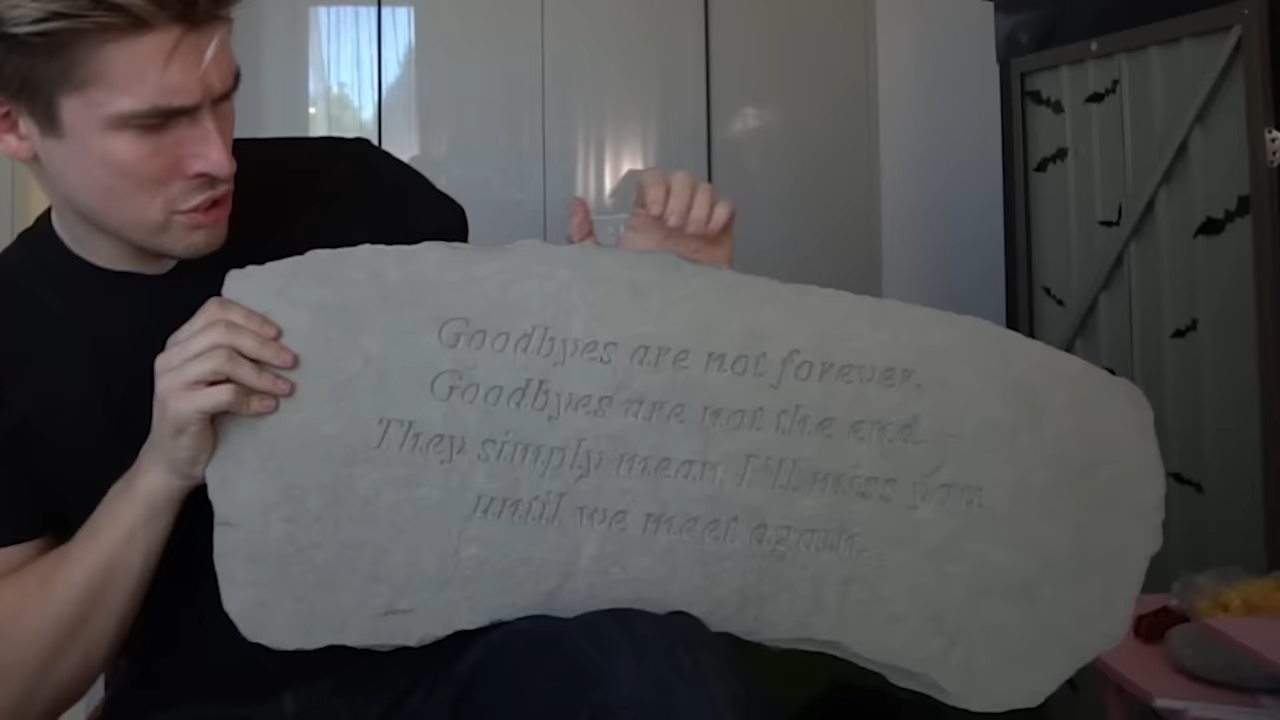 Goodbyes are not forever.
Goodbyes are not the end.
They simply mean I'll miss you
until we meet again.